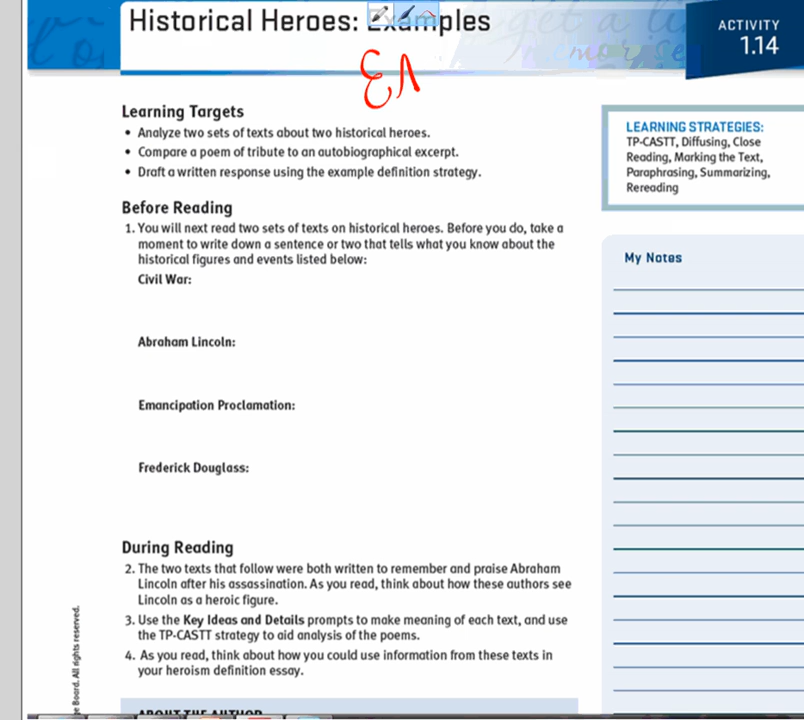 Historical Heroes: Examples
ACTIVITY
1.14
EA
Learning Targets
• Analyze two sets of texts about two historical heroes.
• Compare a poem of tribute to an autobiographical excerpt.
• Draft a written response using the example definition strategy.
LEARNING STRATEGIES:
TP-CASTT, Diffusing, Close
Reading, Marking the Text,
Paraphrasing, Summarizing,
Rereading
Before Reading
1. You will next read two sets of texts on historical heroes. Before you do, take a
moment to write down a sentence or two that tells what you know about the
historical figures and events listed below:
Civil War:
Abraham Lincoln:
Emancipation Proclamation:
Frederick Douglass:
My Notes
During Reading
2. The two texts that follow were both written to remember and praise Abraham
Lincoln after his assassination. As you read, think about how these authors see
Lincoln as a heroic figure.
3. Use the Key Ideas and Details prompts to make meaning of each text, and use
the TP-CASTT strategy to aid analysis of the poems.
4. As you read, think about how you could use information from these texts in
your heroism definition essay.
ABOUT THE AUTHOR
e Board. All rights reserved.